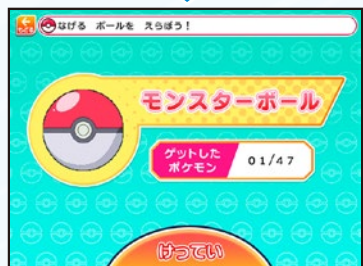 もどる
なげる ボールを えらぼう！
モンスターボール
ゲットした
ポケモン
01/47
けってい